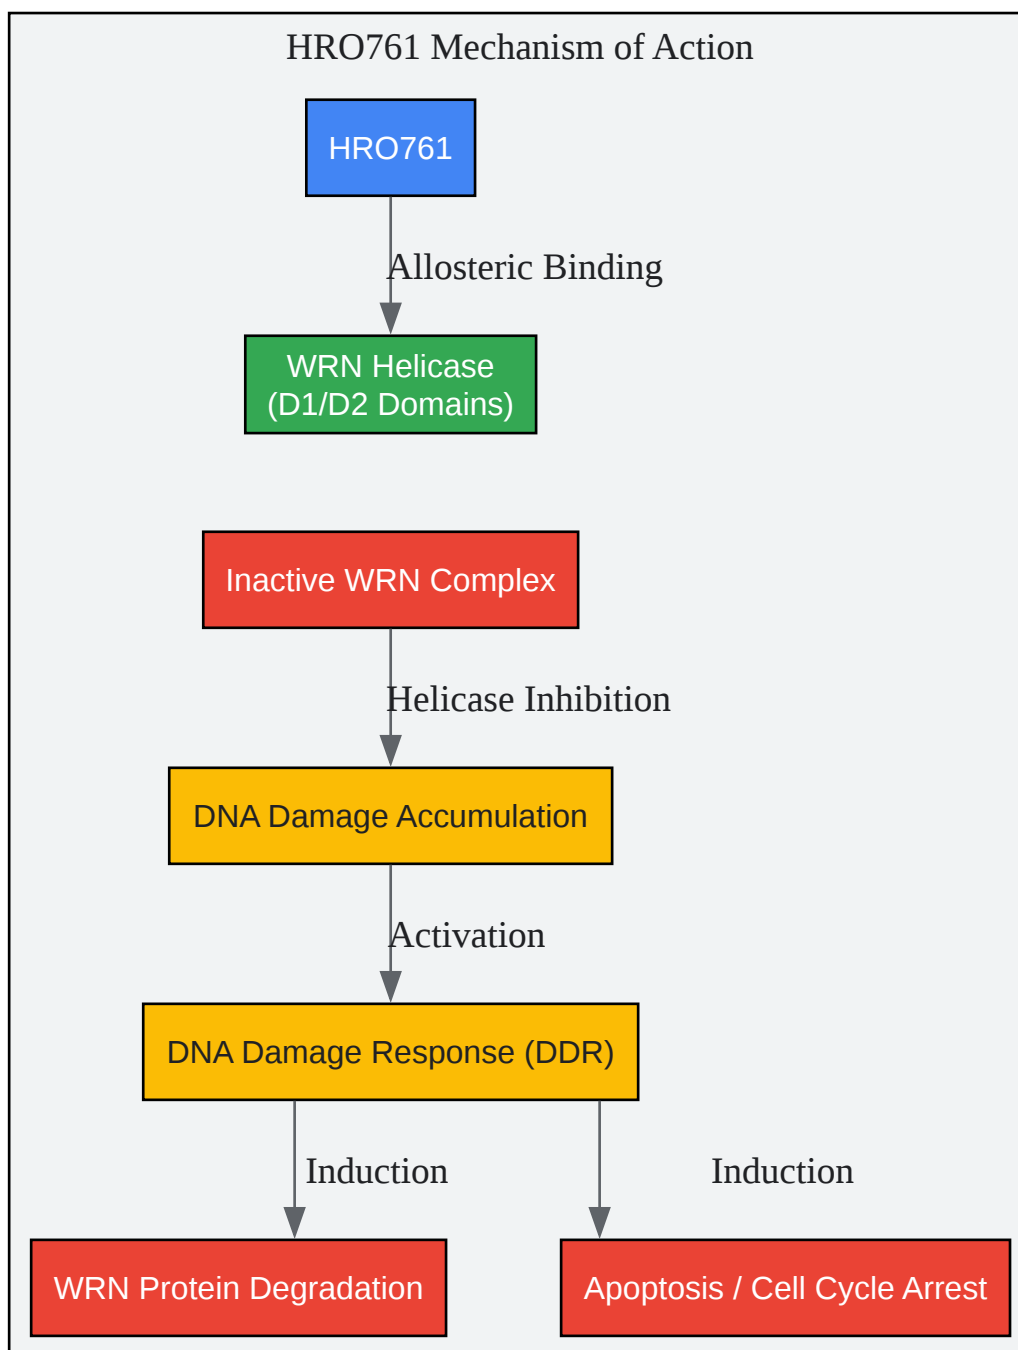 HRO761 Mechanism of Action
HRO761
Allosteric Binding
WRN Helicase
(D1/D2 Domains)
Inactive WRN Complex
Helicase Inhibition
DNA Damage Accumulation
Activation
DNA Damage Response (DDR)
Induction
Induction
WRN Protein Degradation
Apoptosis / Cell Cycle Arrest